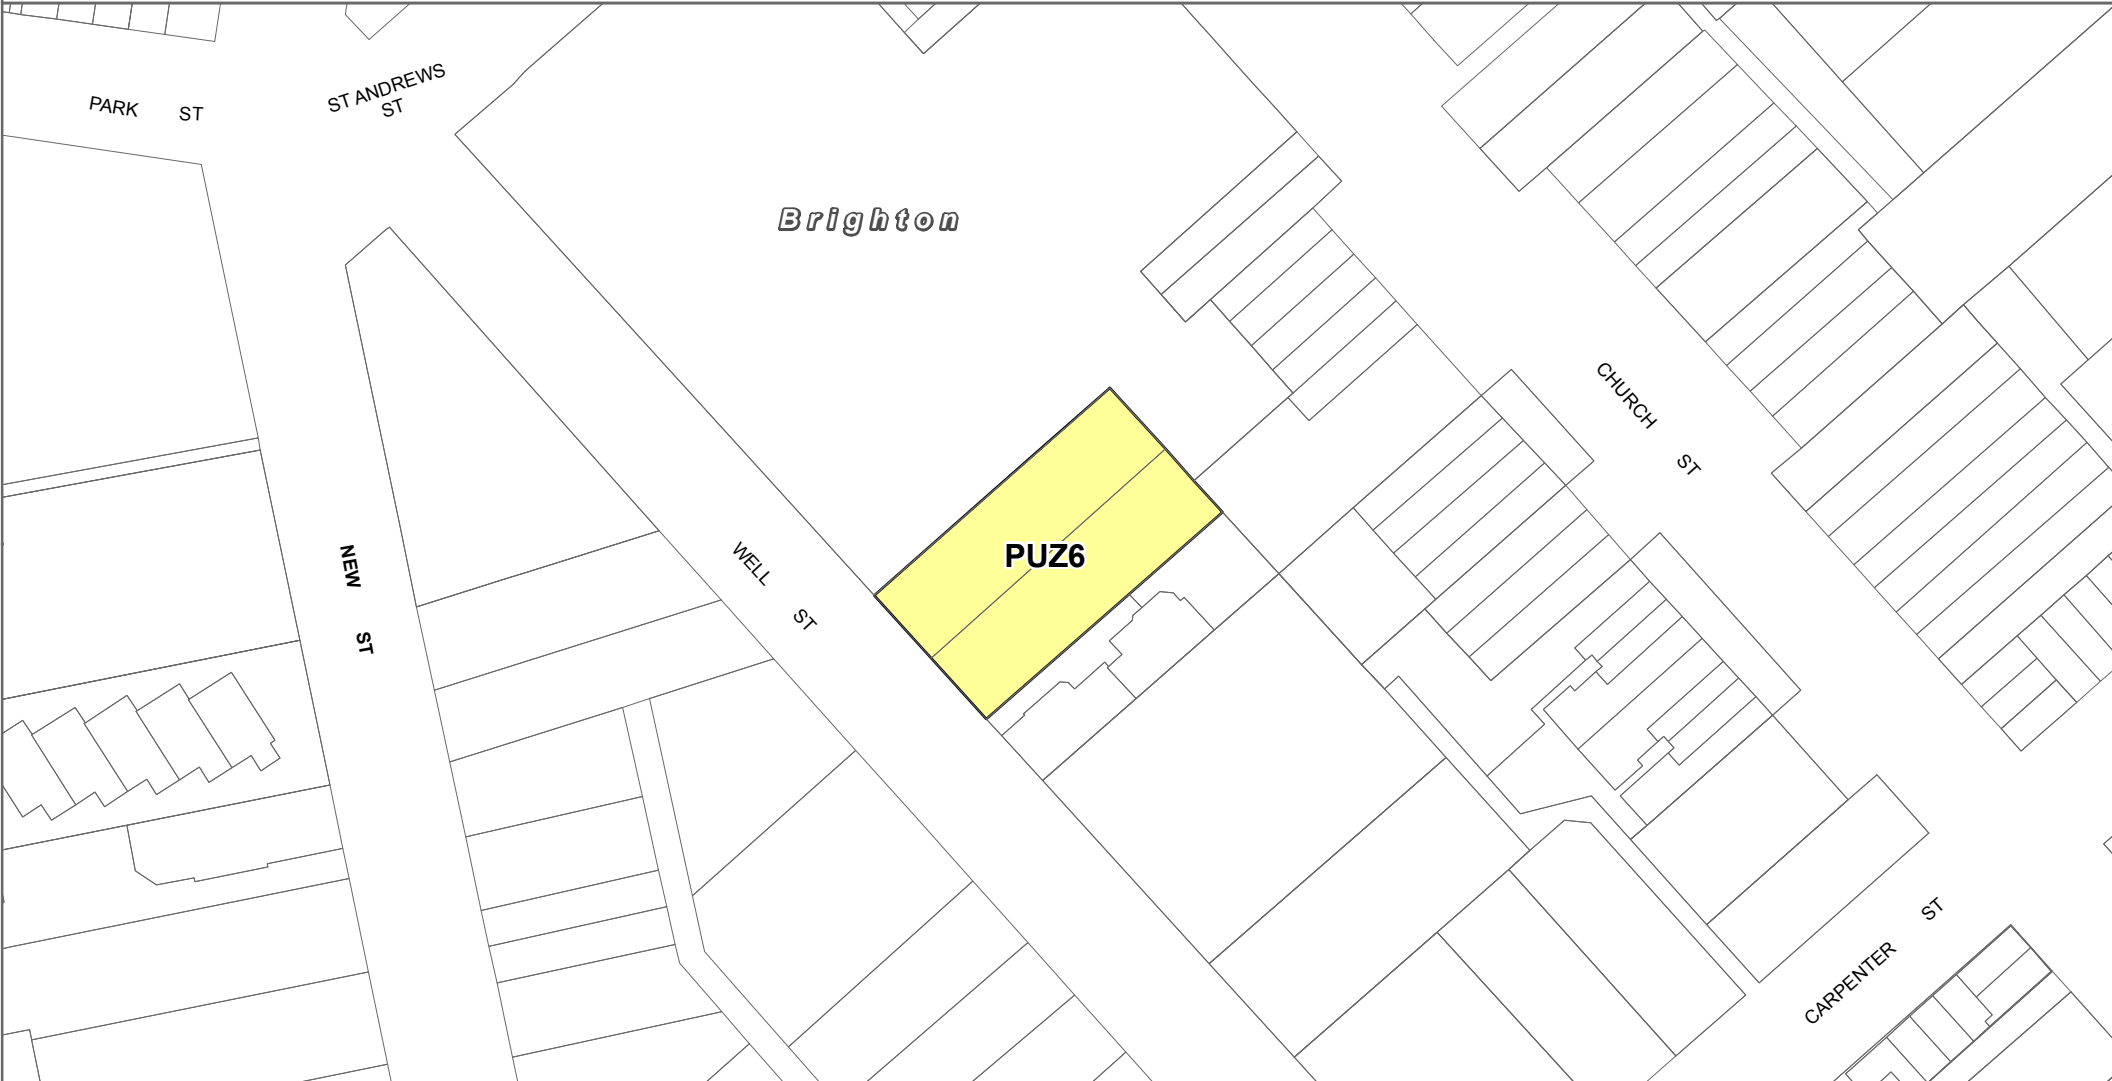 PARK ST
ST ANDREWS
ST
Brighton
CHURCH ST
NEW ST
WELL ST
PUZ6
CARPENTER ST